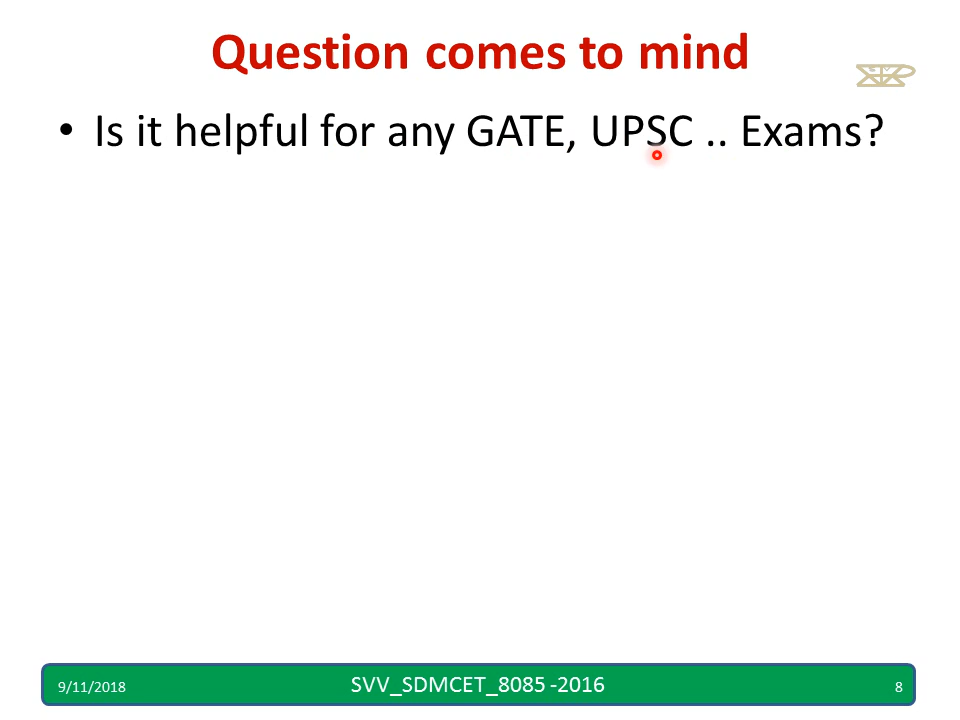 Question comes to mind
• Is it helpful for any GATE, UPSC .. Exams?
9/11/2018 SVV_SDMCET_8085 -2016 8